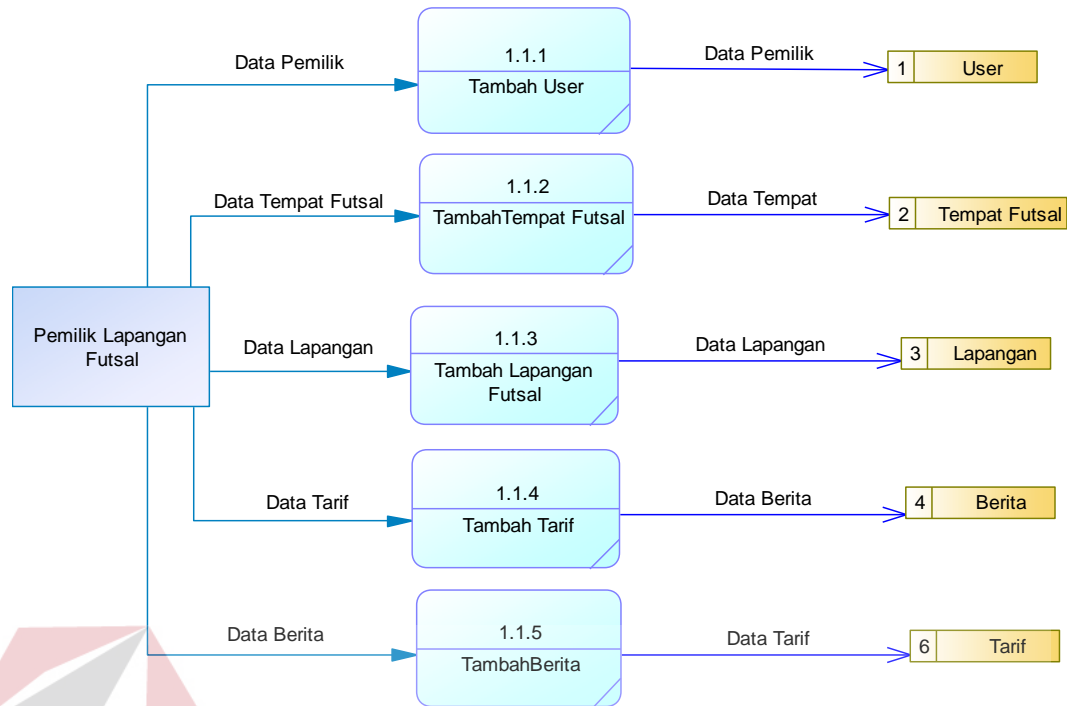 Data Pemilik
1.1.1
Tambah User
Data Pemilik
1 User
Data Tempat Futsal
1.1.2
TambahTempat Futsal
Data Tempat
2 Tempat Futsal
Pemilik Lapangan
Futsal
Data Lapangan
1.1.3
Tambah Lapangan
Futsal
Data Lapangan
3 Lapangan
Data Tarif
1.1.4
Tambah Tarif
Data Berita
4 Berita
Data Berita
1.1.5
TambahBerita
Data Tarif
6 Tarif